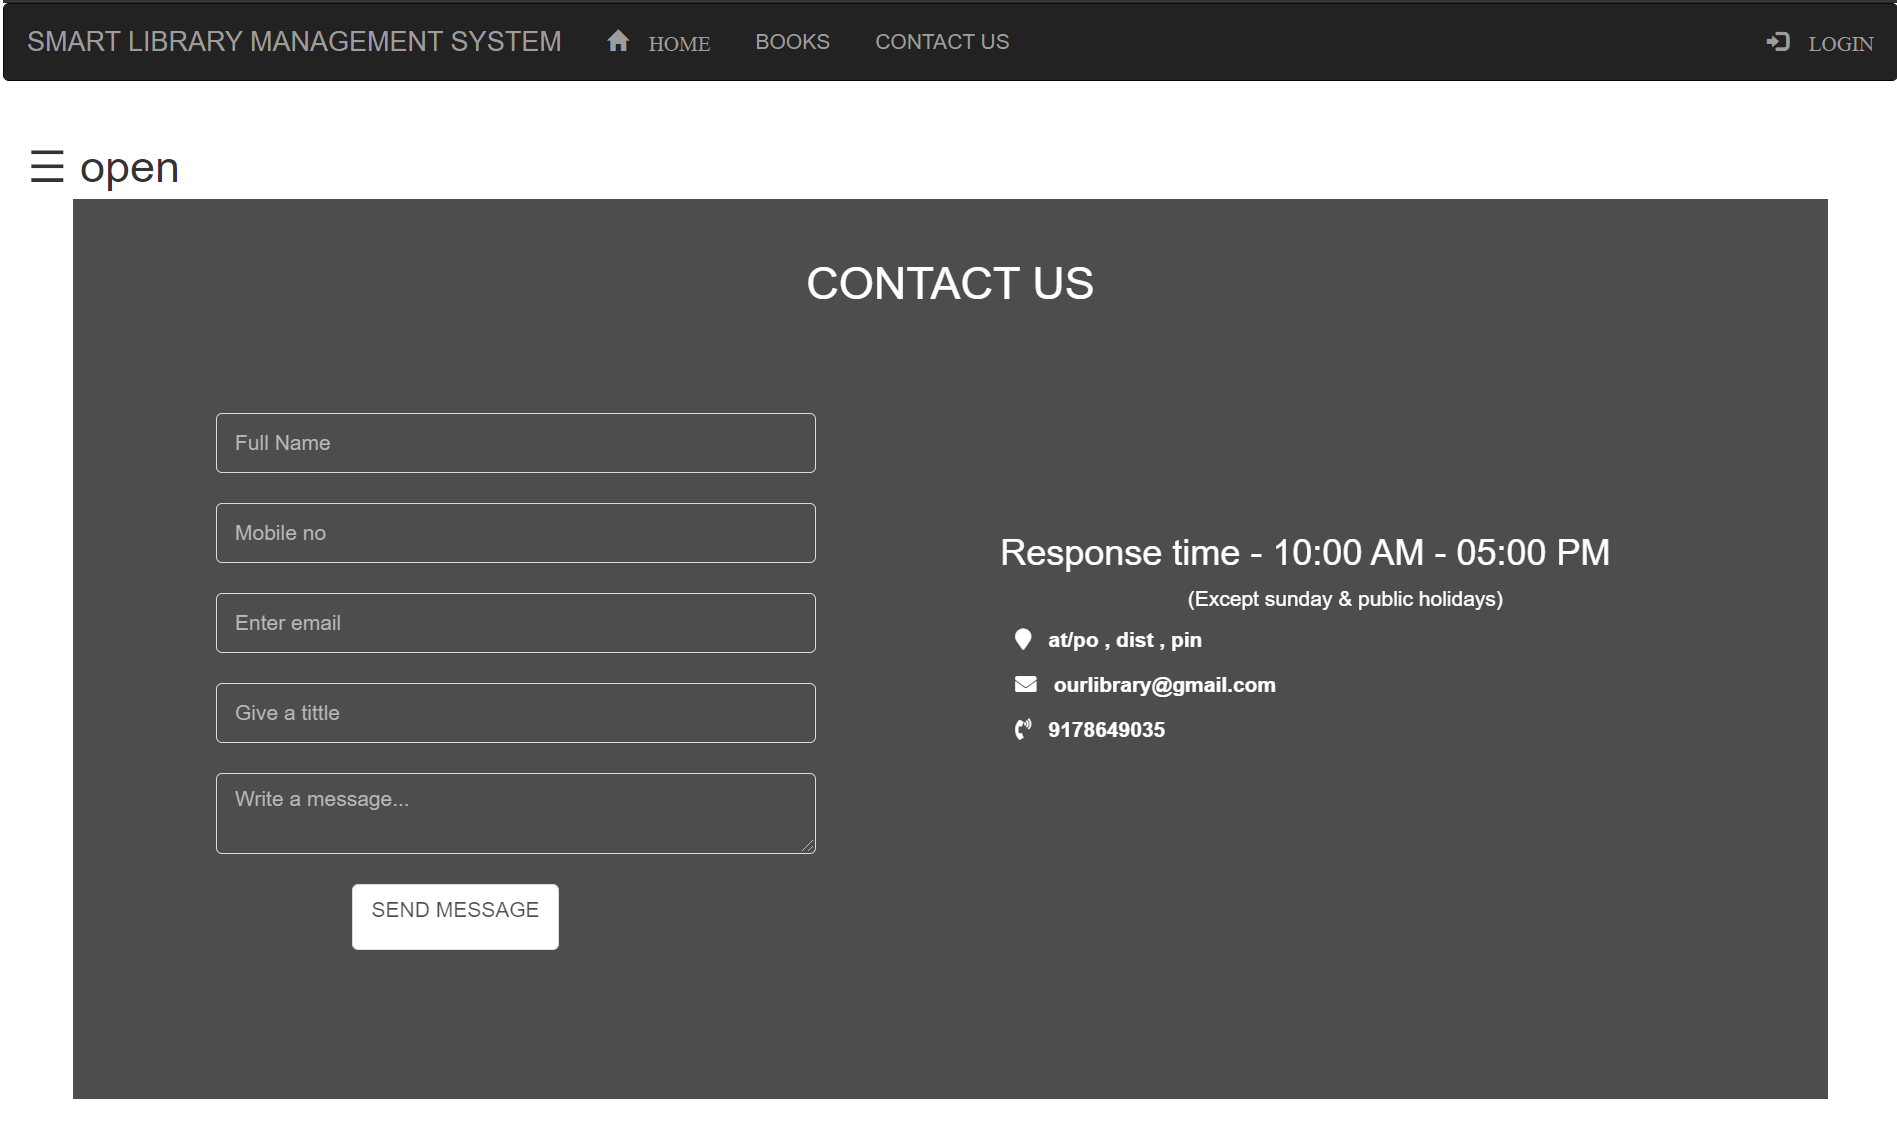 SMART LIBRARY MANAGEMENT SYSTEM HOME BOOKS CONTACT US LOGIN
☰ open
CONTACT US
Full Name
Mobile no
Enter email
Give a tittle
Write a message...
SEND MESSAGE
Response time - 10:00 AM - 05:00 PM
(Except sunday & public holidays)
at/po , dist , pin
ourlibrary@gmail.com
9178649035